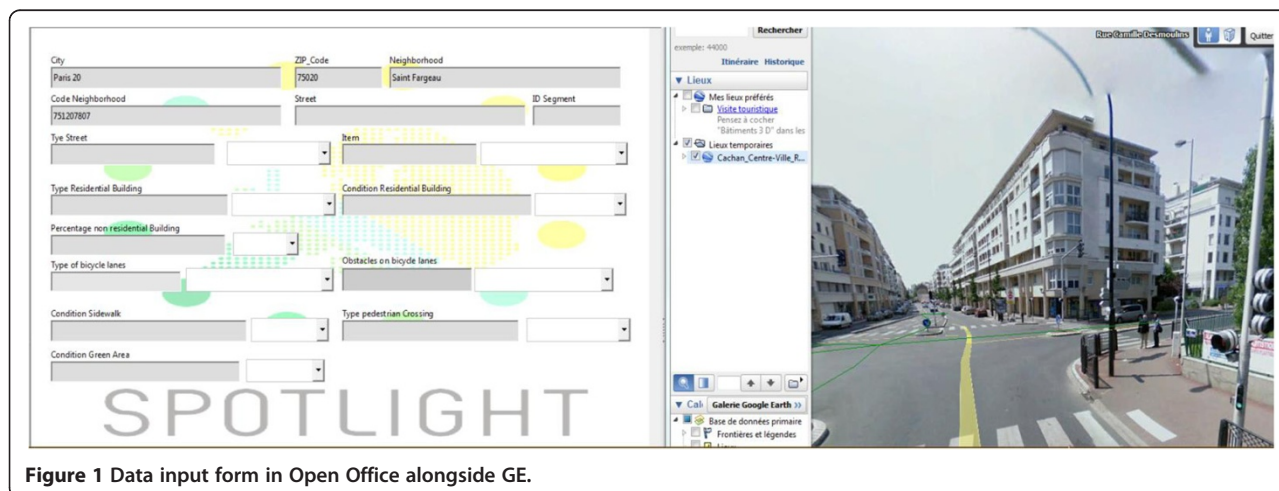 City ZIP_Code Neighborhood
Paris 20 75020 Saint Fargeau
Code Neighborhood Street ID Segment
751207807
Tye Street Item
Type Residential Building Condition Residential Building
Percentage non residential Building
Type of bicycle lanes Obstacles on bicycle lanes
Condition Sidewalk Type pedestrian Crossing
Condition Green Area
SPOTLIGHT
Rechercher
exemple: 44000
Itinéraire Historique
Lieux
Mes lieux préférés
Visite touristique
Pensez à cocher
"Bâtiments 3 D" dans les
Lieux temporaires
Cachan_Centre-Ville_R...
Cal Galerie Google Earth >>
Base de données primaire
Frontières et légendes
Rue Camille Desmoulins Quitter
Figure 1 Data input form in Open Office alongside GE.